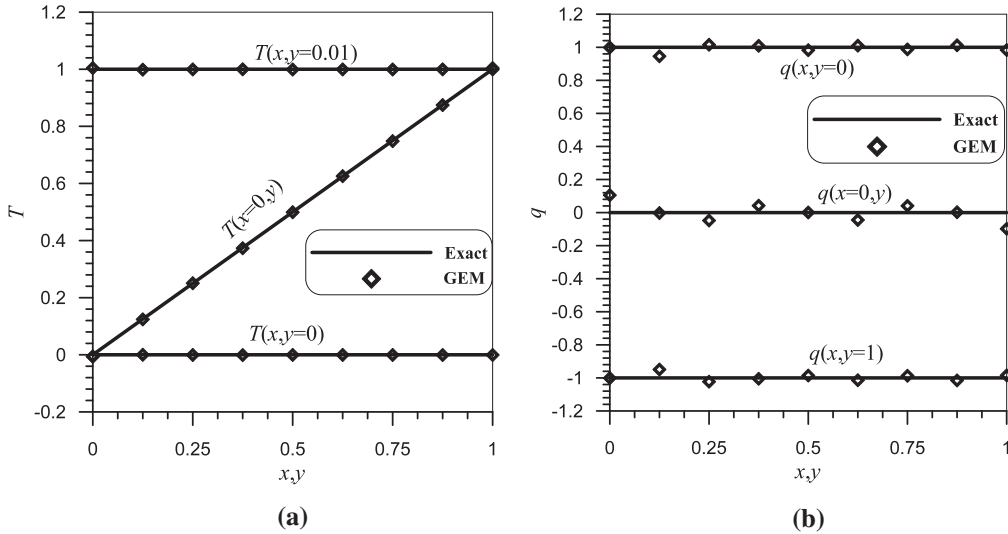 1.2
1
0.8
0.6
0.4
0.2
0
-0.2
T
T(x,y=0.01)
T(x=0,y)
Exact
GEM
T(x,y=0)
0 0.25 0.5 0.75 1
x,y
(a)
1.2
1
0.8
0.6
0.4
0.2
0
-0.2
-0.4
-0.6
-0.8
-1
-1.2
q
q(x,y=0)
Exact
GEM
q(x=0,y)
q(x,y=1)
0 0.25 0.5 0.75 1
x,y
(b)